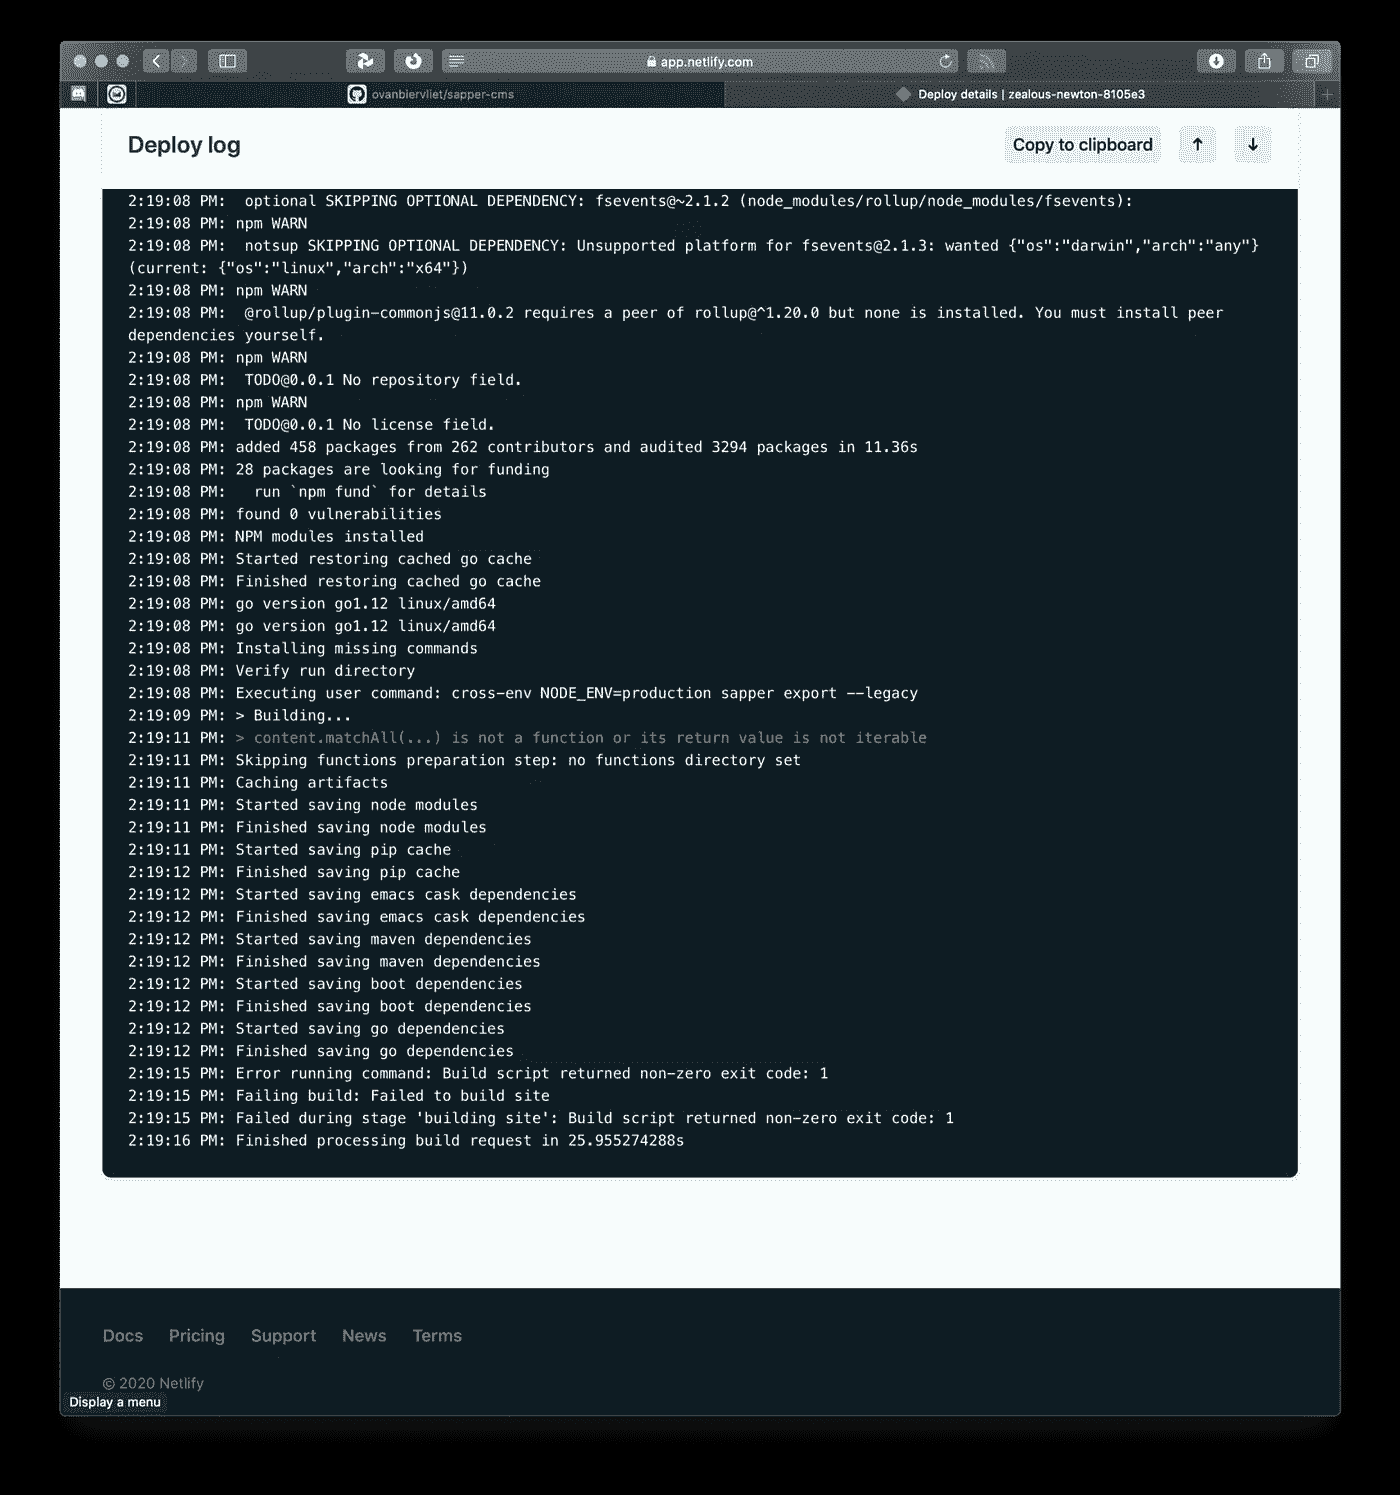 app.netlify.com
ovanbiervliet/sapper-cms
Deploy details | zealous-newton-8105e3
Deploy log
Copy to clipboard ↑ ↓
2:19:08 PM:  optional SKIPPING OPTIONAL DEPENDENCY: fsevents@~2.1.2 (node_modules/rollup/node_modules/fsevents):
2:19:08 PM: npm WARN
2:19:08 PM:  notsup SKIPPING OPTIONAL DEPENDENCY: Unsupported platform for fsevents@2.1.3: wanted {"os":"darwin","arch":"any"}
(current: {"os":"linux","arch":"x64"})
2:19:08 PM: npm WARN
2:19:08 PM:  @rollup/plugin-commonjs@11.0.2 requires a peer of rollup@^1.20.0 but none is installed. You must install peer
dependencies yourself.
2:19:08 PM: npm WARN
2:19:08 PM:  TODO@0.0.1 No repository field.
2:19:08 PM: npm WARN
2:19:08 PM:  TODO@0.0.1 No license field.
2:19:08 PM: added 458 packages from 262 contributors and audited 3294 packages in 11.36s
2:19:08 PM: 28 packages are looking for funding
2:19:08 PM:   run `npm fund` for details
2:19:08 PM: found 0 vulnerabilities
2:19:08 PM: NPM modules installed
2:19:08 PM: Started restoring cached go cache
2:19:08 PM: Finished restoring cached go cache
2:19:08 PM: go version go1.12 linux/amd64
2:19:08 PM: go version go1.12 linux/amd64
2:19:08 PM: Installing missing commands
2:19:08 PM: Verify run directory
2:19:08 PM: Executing user command: cross-env NODE_ENV=production sapper export --legacy
2:19:09 PM: > Building...
2:19:11 PM: > content.matchAll(...) is not a function or its return value is not iterable
2:19:11 PM: Skipping functions preparation step: no functions directory set
2:19:11 PM: Caching artifacts
2:19:11 PM: Started saving node modules
2:19:11 PM: Finished saving node modules
2:19:11 PM: Started saving pip cache
2:19:12 PM: Finished saving pip cache
2:19:12 PM: Started saving emacs cask dependencies
2:19:12 PM: Finished saving emacs cask dependencies
2:19:12 PM: Started saving maven dependencies
2:19:12 PM: Finished saving maven dependencies
2:19:12 PM: Started saving boot dependencies
2:19:12 PM: Finished saving boot dependencies
2:19:12 PM: Started saving go dependencies
2:19:12 PM: Finished saving go dependencies
2:19:15 PM: Error running command: Build script returned non-zero exit code: 1
2:19:15 PM: Failing build: Failed to build site
2:19:15 PM: Failed during stage 'building site': Build script returned non-zero exit code: 1
2:19:16 PM: Finished processing build request in 25.955274288s
Docs Pricing Support News Terms
© 2020 Netlify
Display a menu